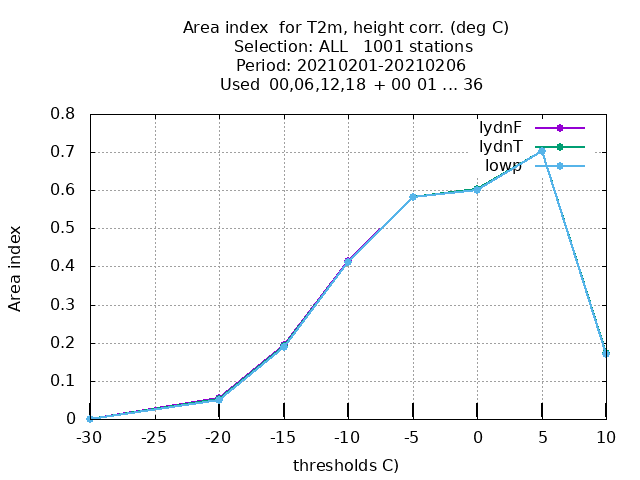 Area index  for T2m, height corr. (deg C)
Selection: ALL   1001 stations
Period: 20210201-20210206
Used  00,06,12,18  + 00 01 ... 36
lydnF
lydnT
lowp
0.8
0.7
0.6
0.5
0.4
0.3
0.2
0.1
0
Area index
-30 -25 -20 -15 -10 -5 0 5 10
thresholds C)